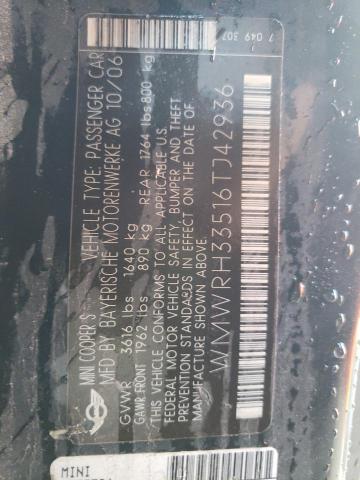 MINI COOPER S VEHICLE TYPE: PASSENGER CAR
MFD BY BAYERISCHE MOTORENWERKE AG 10/06
GVWR 3616 lbs 1640 kg
GAWR FRONT 1962 lbs 890 kg REAR 1764 lbs 800 kg
THIS VEHICLE CONFORMS TO ALL APPLICABLE U.S.
FEDERAL MOTOR VEHICLE SAFETY, BUMPER AND THEFT
PREVENTION STANDARDS IN EFFECT ON THE DATE OF
MANUFACTURE SHOWN ABOVE.
WMWRH33516TJ42936
7 049 307
MINI